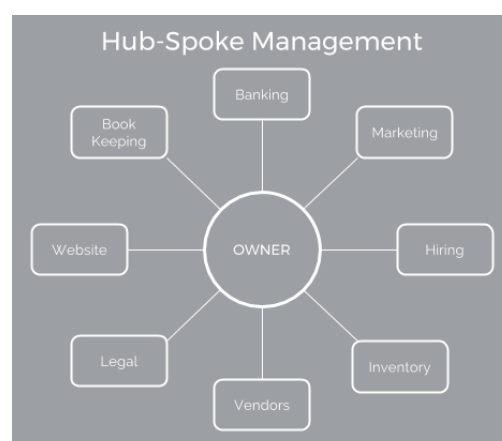 Hub-Spoke Management
Banking
Book
Keeping
Marketing
Website
OWNER
Hiring
Legal
Inventory
Vendors